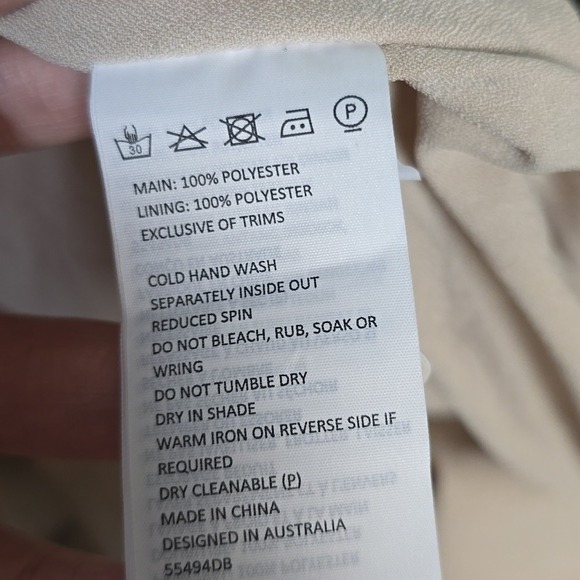 30
P
MAIN: 100% POLYESTER
LINING: 100% POLYESTER
EXCLUSIVE OF TRIMS
COLD HAND WASH
SEPARATELY INSIDE OUT
REDUCED SPIN
DO NOT BLEACH, RUB, SOAK OR
WRING
DO NOT TUMBLE DRY
DRY IN SHADE
WARM IRON ON REVERSE SIDE IF
REQUIRED
DRY CLEANABLE (P)
MADE IN CHINA
DESIGNED IN AUSTRALIA
55494DB